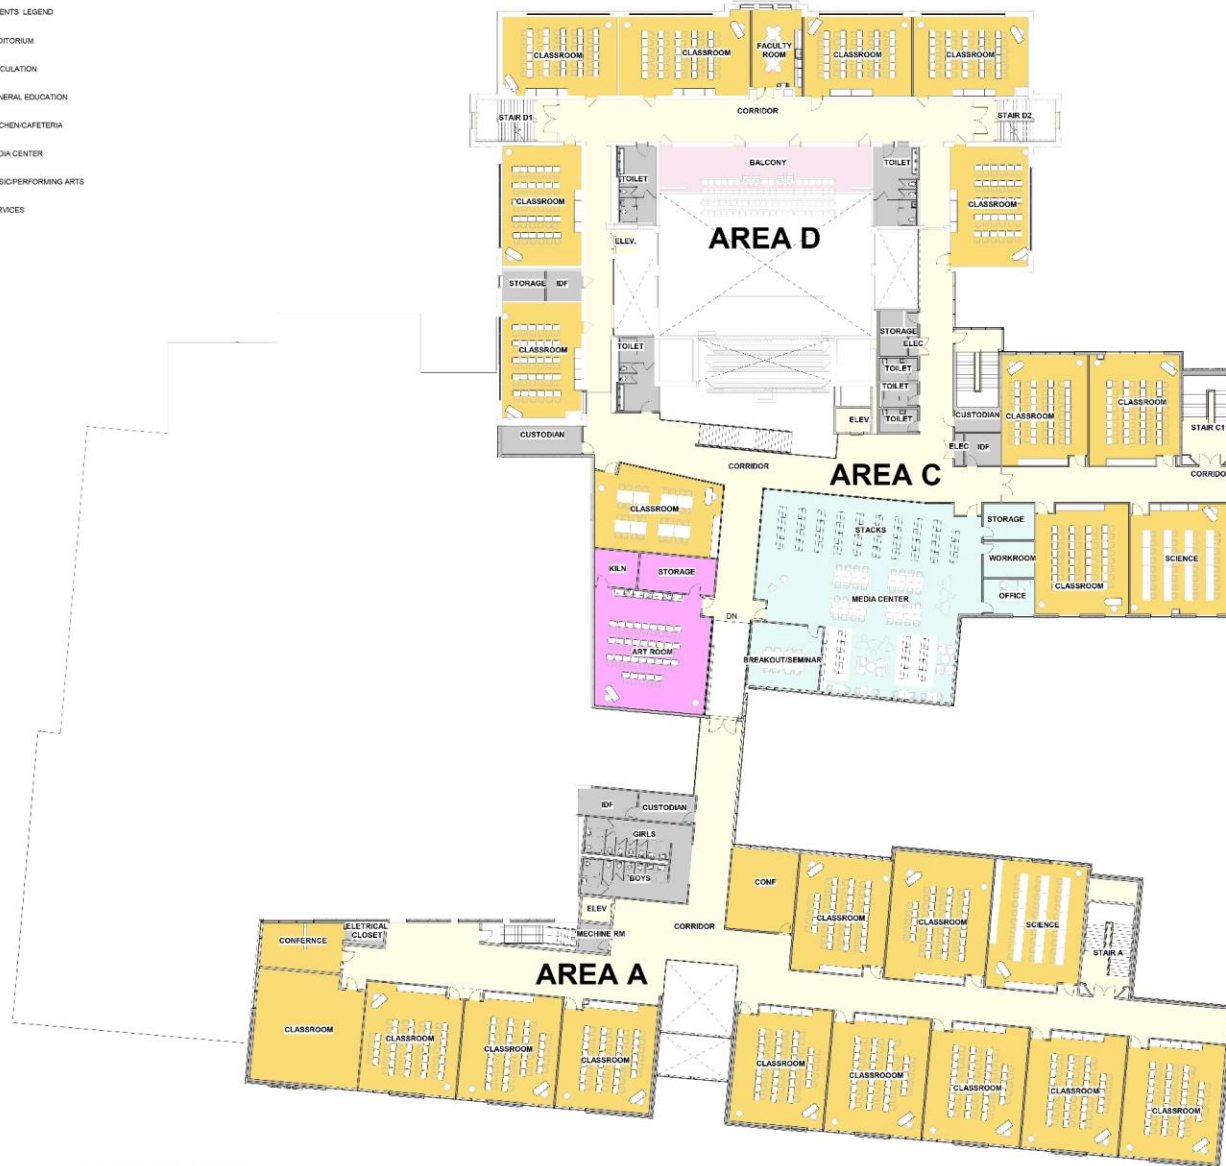 ENTS LEGEND
DITORIUM
CULATION
NERAL EDUCATION
CHEN/CAFETERIA
DIA CENTER
SIC/PERFORMING ARTS
RVICES
CLASSROOM
CLASSROOM
FACULTY
ROOM
CLASSROOM
CLASSROOM
STAIR D1
CORRIDOR
STAIR D2
TOILET
BALCONY
TOILET
CLASSROOM
CLASSROOM
ELEV.
AREA D
STORAGE
IDF
STORAGE
ELEC
CLASSROOM
TOILET
TOILET
TOILET
TOILET
CUSTODIAN
ELEV.
CUSTODIAN
CLASSROOM
CLASSROOM
STAIR C1
ELEC
IDF
CORRIDOR
AREA C
CORRIDO
CLASSROOM
STACKS
STORAGE
WORKROOM
OFFICE
CLASSROOM
SCIENCE
KILN
STORAGE
MEDIA CENTER
DN
ART ROOM
BREAKOUT/SEMINAR
IDF
CUSTODIAN
GIRLS
BOYS
ELEV
MECHINE RM
CONF
CLASSROOM
CLASSROOM
SCIENCE
STAIR A
CONFERNCE
ELETRICAL
CLOSET
CORRIDOR
AREA A
CLASSROOM
CLASSROOM
CLASSROOM
CLASSROOM
CLASSROOM
CLASSROOOM
CLASSROOM
CLASSROOM
CLASSROOM